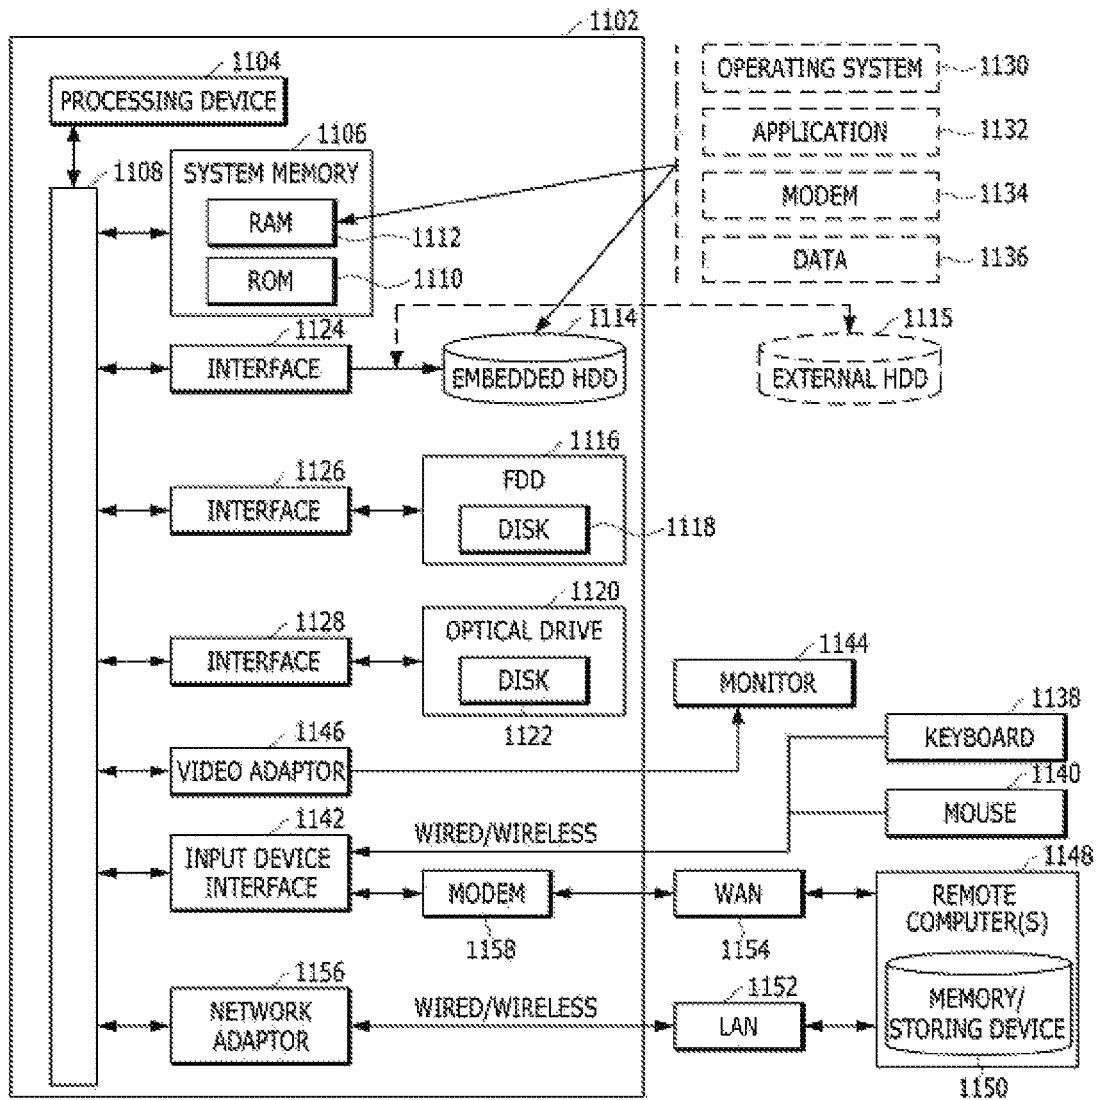 1102
1104
PROCESSING DEVICE
OPERATING SYSTEM
1130
APPLICATION
1132
MODEM
1134
DATA
1136
1108
1106
SYSTEM MEMORY
RAM
1112
ROM
1110
1124
INTERFACE
1114
EMBEDDED HDD
1115
EXTERNAL HDD
1126
INTERFACE
1116
FDD
DISK
1118
1128
INTERFACE
1120
OPTICAL DRIVE
DISK
1122
1144
MONITOR
1138
KEYBOARD
1146
VIDEO ADAPTOR
1140
MOUSE
1142
INPUT DEVICE
INTERFACE
WIRED/WIRELESS
MODEM
1158
WAN
1154
1148
REMOTE
COMPUTER(S)
1156
NETWORK
ADAPTOR
WIRED/WIRELESS
1152
LAN
MEMORY/
STORING DEVICE
1150